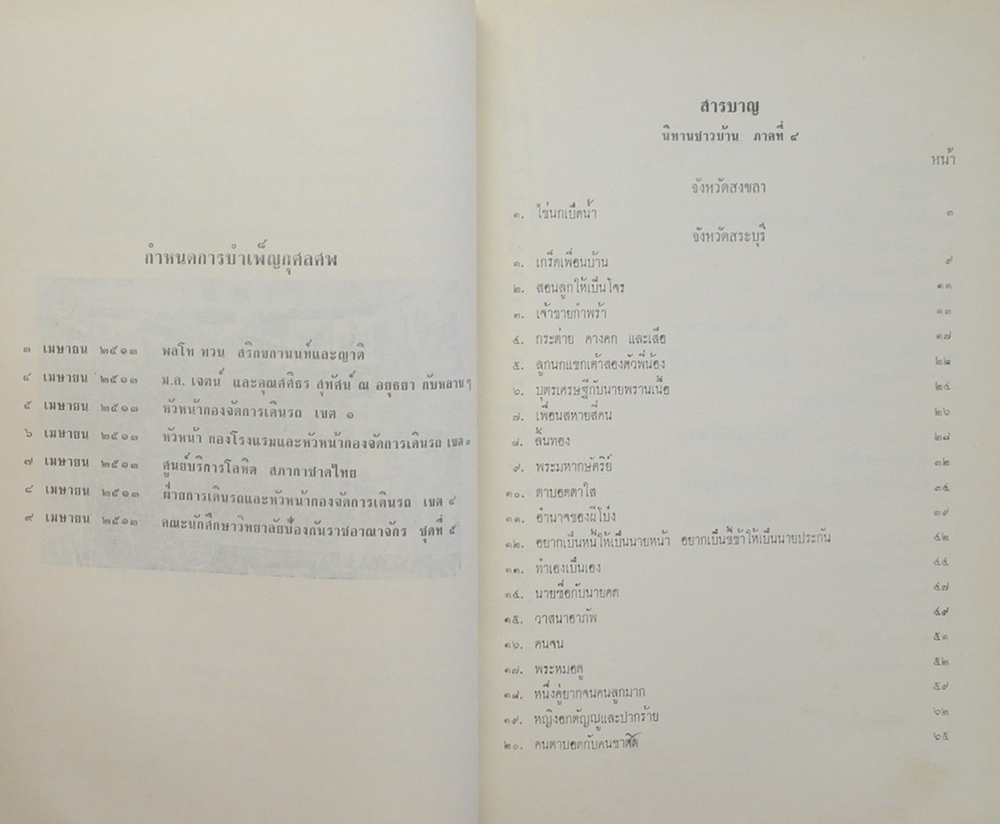 กำหนดการบำเพ็ญกุศลศพ
๓ เมษายน ๒๕๑๓ พลโท ทวน สริกขกานนท์และญาติ
๔ เมษายน ๒๕๑๓ ม.ล. เจตน์ และคุณศศิธร สุทัศน์ ณ อยุธยา กับหลานๆ
๕ เมษายน ๒๕๑๓ หัวหน้ากองจัดการเดินรถ เขต ๑
๖ เมษายน ๒๕๑๓ หัวหน้า กองโรงแรมและหัวหน้ากองจัดการเดินรถ เขต ๓
๗ เมษายน ๒๕๑๓ ศูนย์บริการโลหิต สภากาชาดไทย
๘ เมษายน ๒๕๑๓ ฝ่ายการเดินรถและหัวหน้ากองจัดการเดินรถ เขต ๔
๙ เมษายน ๒๕๑๓ คณะนักศึกษาวิทยาลัยป้องกันราชอาณาจักร ชุดที่ ๕
สารบาญ
นิทานชาวบ้าน ภาคที่ ๔
หน้า
จังหวัดสงขลา
๑. ไข่นกเป็ดน้ำ ๓
จังหวัดสระบุรี
๑. เกร็ดเพื่อนบ้าน ๙
๒. สอนลูกให้เป็นโจร ๑๑
๓. เจ้าชายกำพร้า ๑๓
๔. กระต่าย คางคก และเสือ ๑๗
๕. ลูกนกแขกเต้าสองตัวพี่น้อง ๒๒
๖. บุตรเศรษฐีกับนายพรานเนื้อ ๒๔
๗. เพื่อนสหายสี่คน ๒๖
๘. ลิ้นทอง ๒๘
๙. พระมหากษัตริย์ ๓๒
๑๐. ตาบอดตาใส ๓๕
๑๑. อำนาจของผีโป่ง ๓๙
๑๒. อยากเป็นหนี้ให้เป็นนายหน้า อยากเป็นขี้ข้าให้เป็นนายประกัน ๔๒
๑๓. ทำเองเป็นเอง ๔๔
๑๔. นายซื่อกับนายคด ๔๗
๑๕. วาสนาอาภัพ ๔๙
๑๖. คนจน ๕๑
๑๗. พระหมอดู ๕๒
๑๘. หนึ่งคู่ยากจนคนลูกมาก ๕๙
๑๙. หญิงอกตัญญูและปากร้าย ๖๒
๒๐. คนตาบอดกับคนขาดีด ๖๕